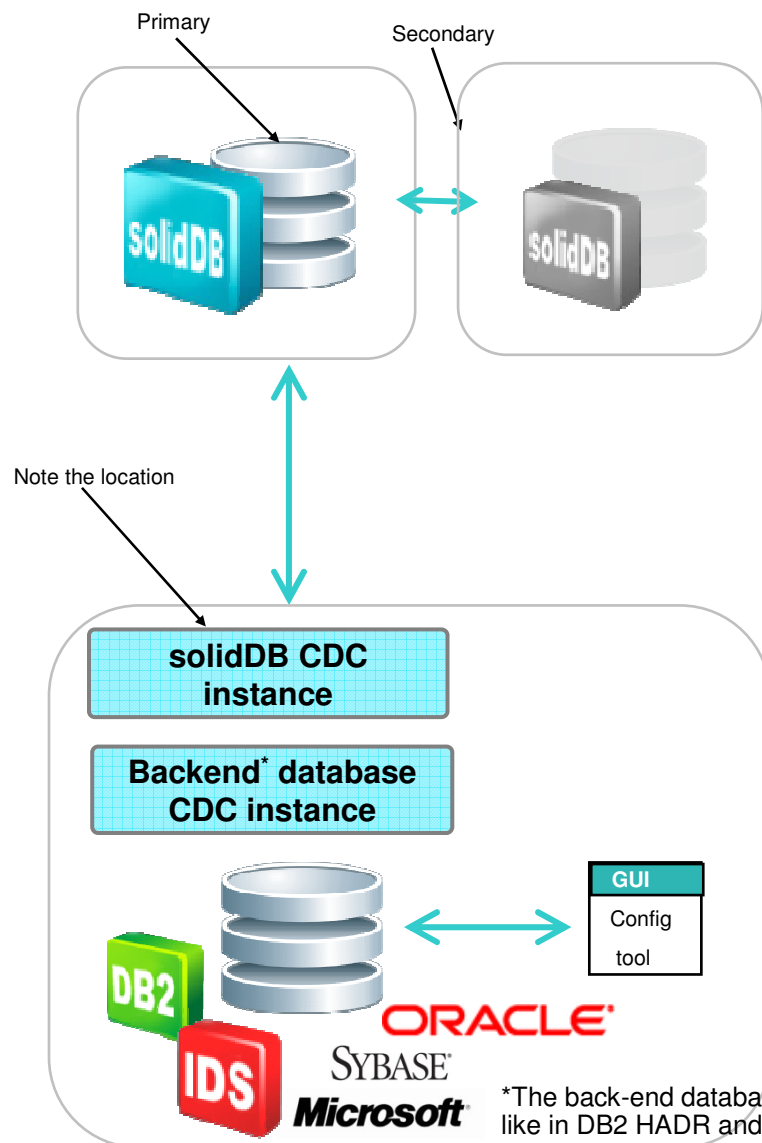 Primary
Secondary
solidDB
solidDB
Note the location
solidDB CDC
instance
Backend* database
CDC instance
GUI
Config
tool
DB2
IDS
ORACLE
SYBASE
Microsoft
*The back-end databa
like in DB2 HADR and